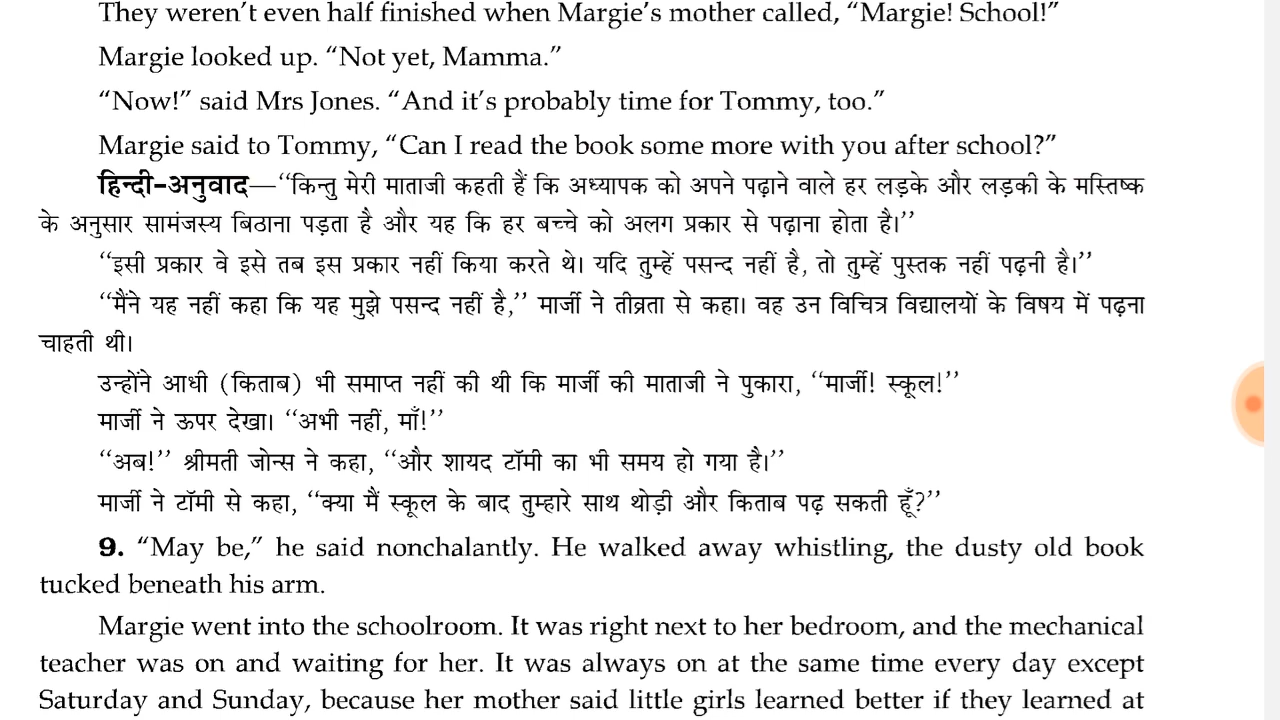 They weren’t even half finished when Margie’s mother called, “Margie! School!”
Margie looked up. “Not yet, Mamma.”
“Now!” said Mrs Jones. “And it’s probably time for Tommy, too.”
Margie said to Tommy, “Can I read the book some more with you after school?”
हिन्दी-अनुवाद—‘‘किन्तु मेरी माताजी कहती हैं कि अध्यापक को अपने पढ़ाने वाले हर लड़के और लड़की के मस्तिष्क
के अनुसार सामंजस्य बिठाना पड़ता है और यह कि हर बच्चे को अलग प्रकार से पढ़ाना होता है।’’
‘‘इसी प्रकार वे इसे तब इस प्रकार नहीं किया करते थे। यदि तुम्हें पसन्द नहीं है, तो तुम्हें पुस्तक नहीं पढ़नी है।’’
‘‘मैंने यह नहीं कहा कि यह मुझे पसन्द नहीं है,’’ मार्जी ने तीव्रता से कहा। वह उन विचित्र विद्यालयों के विषय में पढ़ना
चाहती थी।
उन्होंने आधी (किताब) भी समाप्त नहीं की थी कि मार्जी की माताजी ने पुकारा, ‘‘मार्जी! स्कूल!’’
मार्जी ने ऊपर देखा। ‘‘अभी नहीं, माँ!’’
‘‘अब!’’ श्रीमती जोन्स ने कहा, ‘‘और शायद टॉमी का भी समय हो गया है।’’
मार्जी ने टॉमी से कहा, ‘‘क्या मैं स्कूल के बाद तुम्हारे साथ थोड़ी और किताब पढ़ सकती हूँ?’’
9. “May be,” he said nonchalantly. He walked away whistling, the dusty old book
tucked beneath his arm.
Margie went into the schoolroom. It was right next to her bedroom, and the mechanical
teacher was on and waiting for her. It was always on at the same time every day except
Saturday and Sunday, because her mother said little girls learned better if they learned at